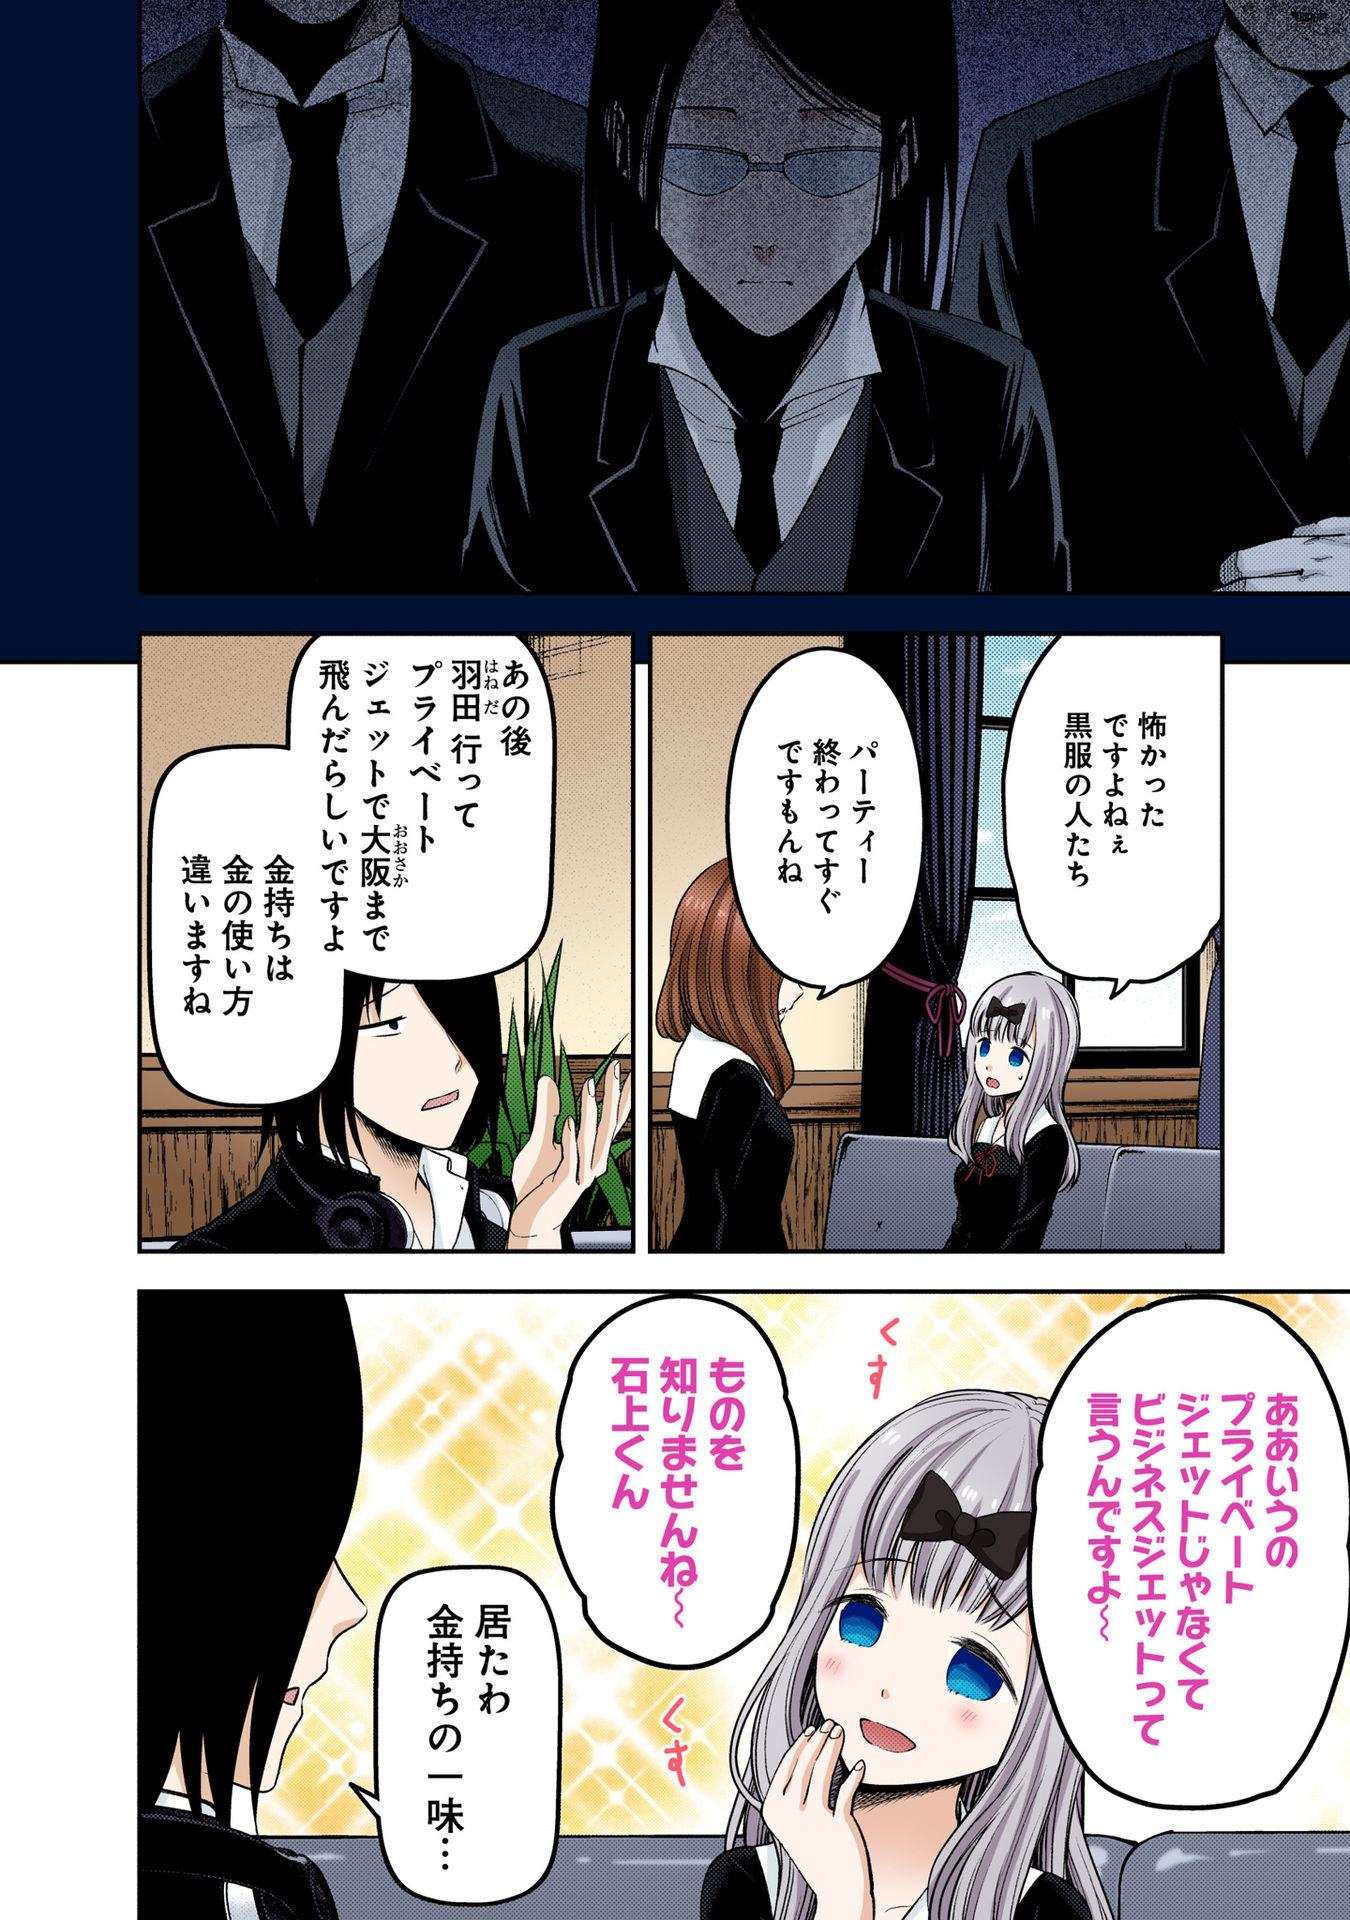 怖かった
ですよねぇ
黒服の人たち
パーティー
終わってすぐ
ですもんね
あの後
羽田行って
はねだ
プライベート
ジェットで大阪まで
おおさか
飛んだらしいですよ
金持ちは
金の使い方
違いますね
ああいうの
プライベート
ジェットじゃなくて
ビジネスジェットって
言うんですよ〜
くす
ものを
知りませんね〜
石上くん
くす
居たわ
金持ちの一味…